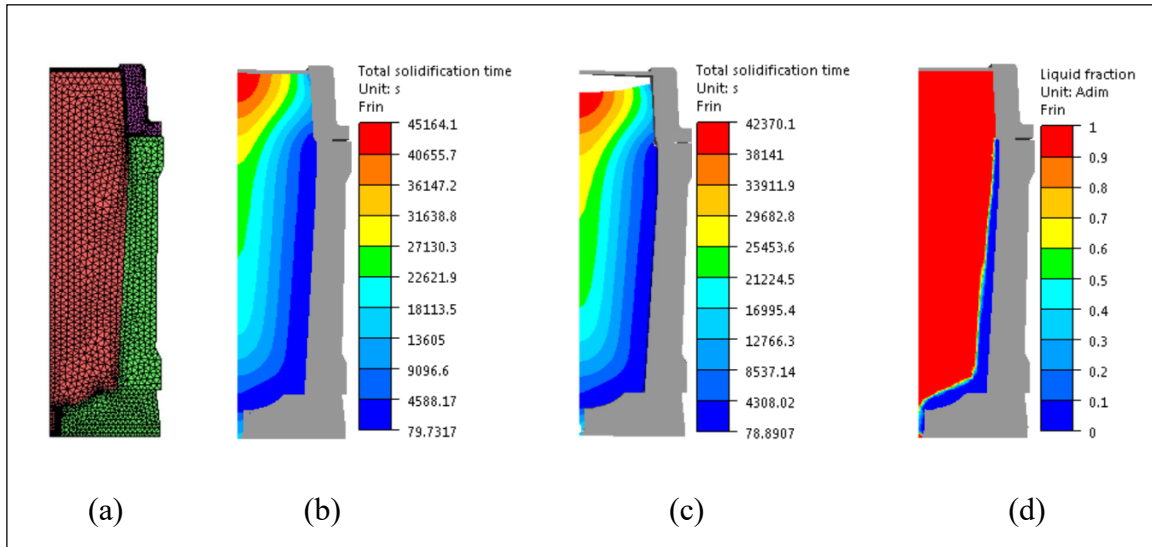 Total solidification time
Unit: s
Frin
45164.1
40655.7
36147.2
31638.8
27130.3
22621.9
18113.5
13605
9096.6
4588.17
79.7317
Total solidification time
Unit: s
Frin
42370.1
38141
33911.9
29682.8
25453.6
21224.5
16995.4
12766.3
8537.14
4308.02
78.8907
Liquid fraction
Unit: Adim
Frin
1
0.9
0.8
0.7
0.6
0.5
0.4
0.3
0.2
0.1
0
(a)
(b)
(c)
(d)